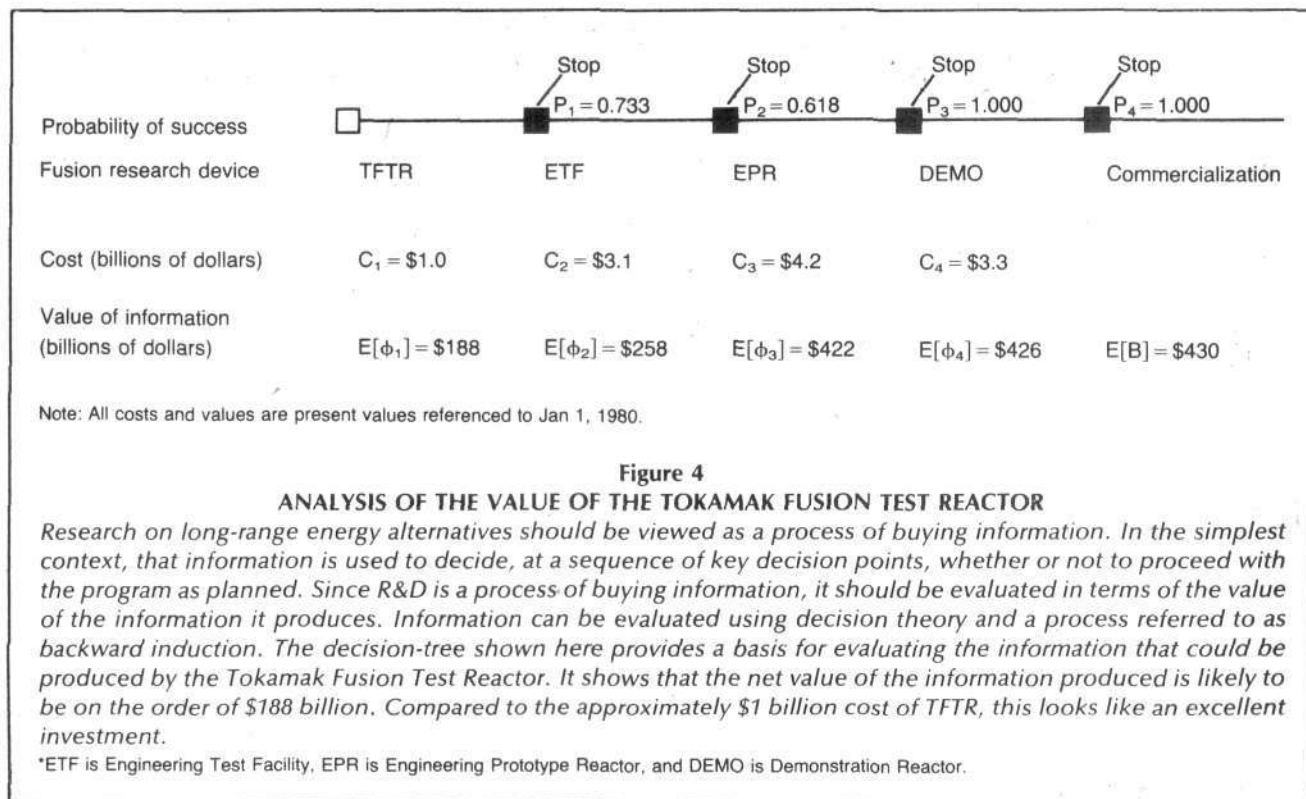 Stop Stop Stop Stop
P₁=0.733 P₂=0.618 P₃=1.000 P₄=1.000
Probability of success
Fusion research device TFTR ETF EPR DEMO Commercialization
Cost (billions of dollars) C₁ = $1.0 C₂ = $3.1 C₃ = $4.2 C₄ = $3.3
Value of information
(billions of dollars) E[ϕ₁] = $188 E[ϕ₂] = $258 E[ϕ₃] = $422 E[ϕ₄] = $426 E[B] = $430
Note: All costs and values are present values referenced to Jan 1, 1980.
Figure 4
ANALYSIS OF THE VALUE OF THE TOKAMAK FUSION TEST REACTOR
Research on long-range energy alternatives should be viewed as a process of buying information. In the simplest
context, that information is used to decide, at a sequence of key decision points, whether or not to proceed with
the program as planned. Since R&D is a process of buying information, it should be evaluated in terms of the value
of the information it produces. Information can be evaluated using decision theory and a process referred to as
backward induction. The decision-tree shown here provides a basis for evaluating the information that could be
produced by the Tokamak Fusion Test Reactor. It shows that the net value of the information produced is likely to
be on the order of $188 billion. Compared to the approximately $1 billion cost of TFTR, this looks like an excellent
investment.
*ETF is Engineering Test Facility, EPR is Engineering Prototype Reactor, and DEMO is Demonstration Reactor.